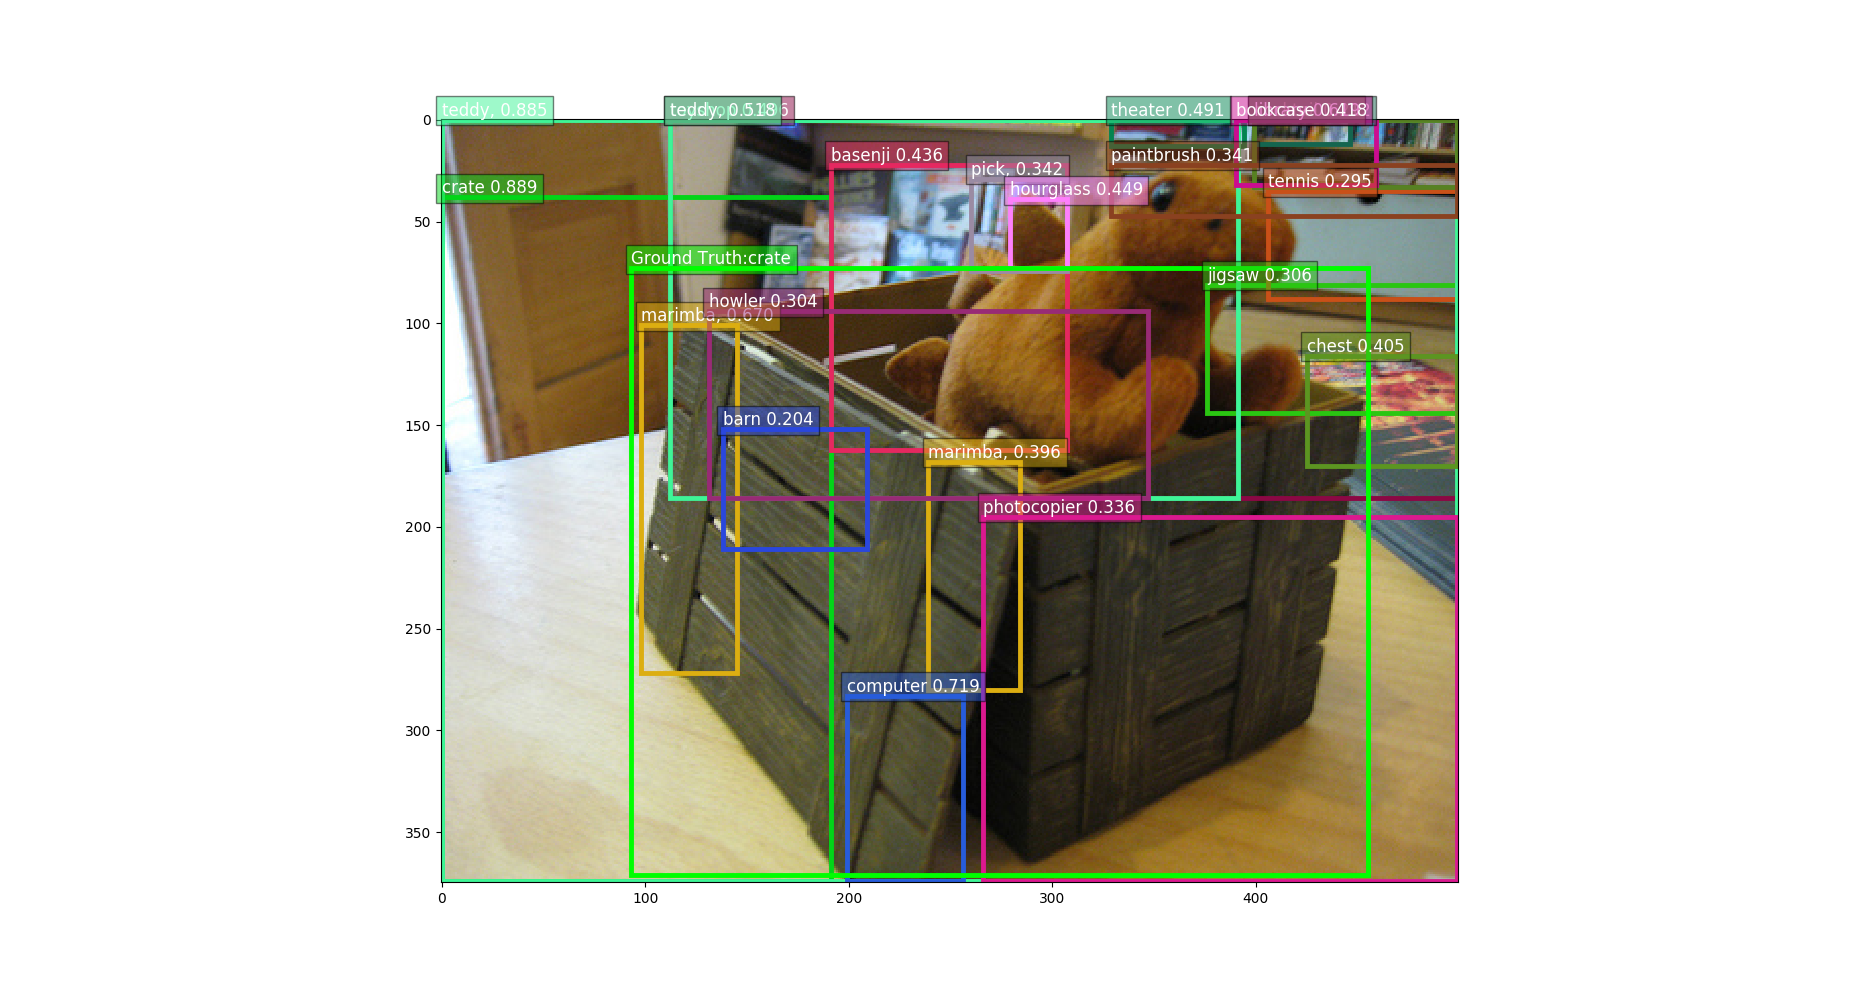 teddy, 0.885
teddy, 0.518
theater 0.491
bookcase 0.418
basenji 0.436
paintbrush 0.341
pick, 0.342
tennis 0.295
crate 0.889
hourglass 0.449
Ground Truth:crate
jigsaw 0.306
howler 0.304
marimba, 0.670
chest 0.405
barn 0.204
marimba, 0.396
photocopier 0.336
computer 0.719
0
50
100
150
200
250
300
350
0
100
200
300
400